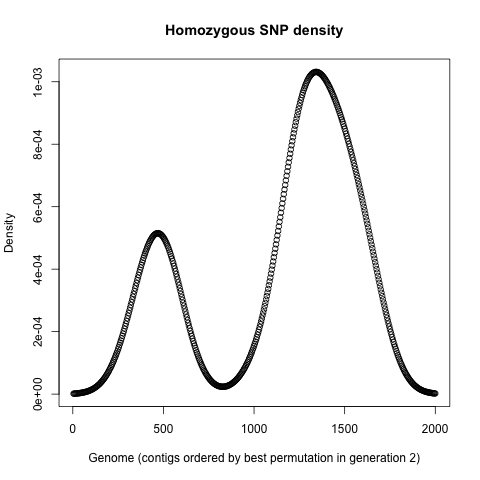 Homozygous SNP density
Density
1e-03
8e-04
6e-04
4e-04
2e-04
0e+00
0 500 1000 1500 2000
Genome (contigs ordered by best permutation in generation 2)